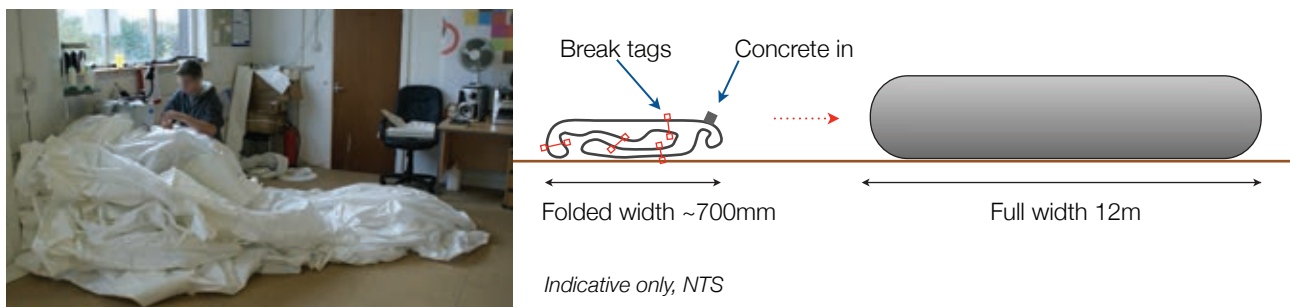 Break tags
Concrete in
Folded width ~700mm
Full width 12m
Indicative only, NTS